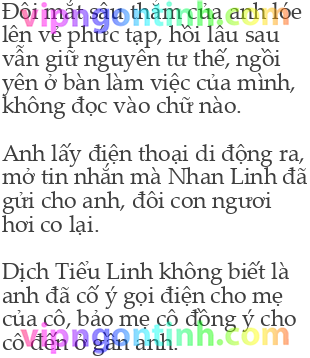 vipngontinh.com
Đôi mắt sâu thẳm của anh lóe
lên vẻ phức tạp, hồi lâu sau
vẫn giữ nguyên tư thế, ngồi
yên ở bàn làm việc của mình,
không đọc vào chữ nào.
Anh lấy điện thoại di động ra,
mở tin nhắn mà Nhan Linh đã
gửi cho anh, đôi con ngươi
hơi co lại.
Dịch Tiểu Linh không biết là
anh đã cố ý gọi điện cho mẹ
của cô, bảo mẹ cô đồng ý cho
cô đến ở gần anh.
vipngontinh.com